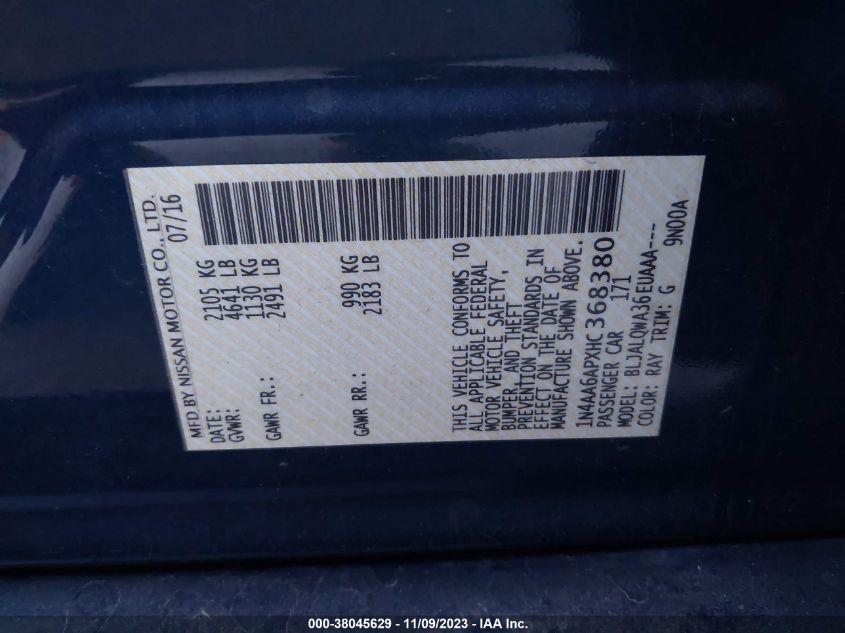 MFD BY NISSAN MOTOR CO., LTD.
DATE: 07/16
GVWR: 2105 KG
4641 LB
GAWR FR.: 1130 KG
2491 LB
GAWR RR.: 990 KG
2183 LB
THIS VEHICLE CONFORMS TO
ALL APPLICABLE FEDERAL
MOTOR VEHICLE SAFETY,
BUMPER, AND THEFT
PREVENTION STANDARDS IN
EFFECT ON THE DATE OF
MANUFACTURE SHOWN ABOVE.
1N4AA6APXHC368380
PASSENGER CAR 171
MODEL: BLJALQWA36EUAAA---
COLOR: RAY TRIM: G 9N00A
000-38045629 - 11/09/2023 - IAA Inc.